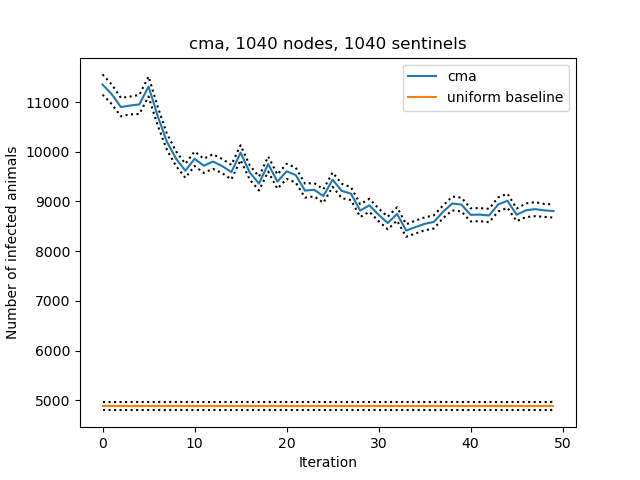 cma, 1040 nodes, 1040 sentinels
cma
uniform baseline
Number of infected animals
11000
10000
9000
8000
7000
6000
5000
0 10 20 30 40 50
Iteration